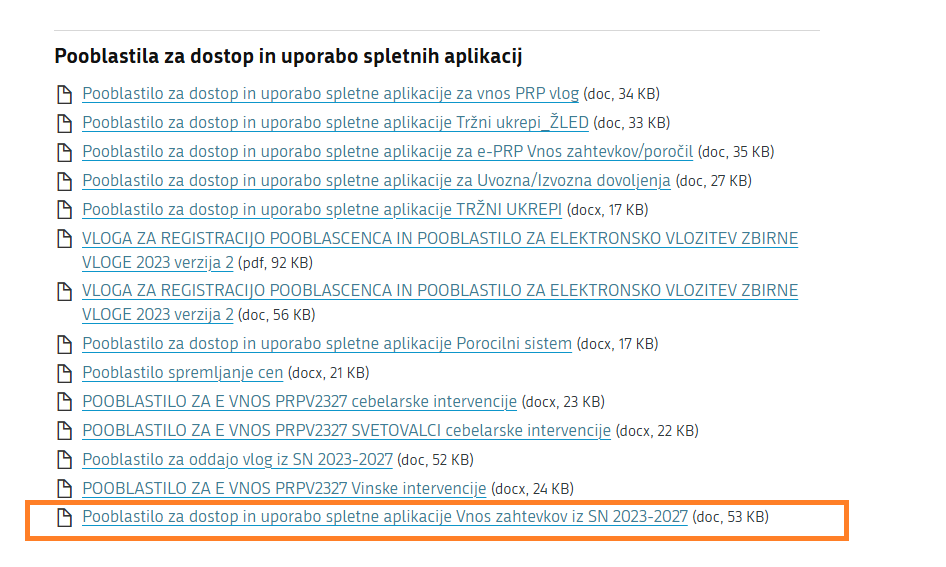 Pooblastila za dostop in uporabo spletnih aplikacij
Pooblastilo za dostop in uporabo spletne aplikacije za vnos PRP vlog (doc, 34 KB)
Pooblastilo za dostop in uporabo spletne aplikacije Tržni ukrepi_ŽLED (doc, 33 KB)
Pooblastilo za dostop in uporabo spletne aplikacije za e-PRP Vnos zahtevkov/poročil (doc, 35 KB)
Pooblastilo za dostop in uporabo spletne aplikacije za Uvozna/Izvozna dovoljenja (doc, 27 KB)
Pooblastilo za dostop in uporabo spletne aplikacije TRŽNI UKREPI (docx, 17 KB)
VLOGA ZA REGISTRACIJO POOBLASCENCA IN POOBLASTILO ZA ELEKTRONSKO VLOZITEV ZBIRNE
VLOGE 2023 verzija 2 (pdf, 92 KB)
VLOGA ZA REGISTRACIJO POOBLASCENCA IN POOBLASTILO ZA ELEKTRONSKO VLOZITEV ZBIRNE
VLOGE 2023 verzija 2 (doc, 56 KB)
Pooblastilo za dostop in uporabo spletne aplikacije Porocilni sistem (docx, 17 KB)
Pooblastilo spremljanje cen (docx, 21 KB)
POOBLASTILO ZA E VNOS PRPV2327 cebelarske intervencije (docx, 23 KB)
POOBLASTILO ZA E VNOS PRPV2327 SVETOVALCI cebelarske intervencije (docx, 22 KB)
Pooblastilo za oddajo vlog iz SN 2023-2027 (doc, 52 KB)
POOBLASTILO ZA E VNOS PRPV2327 Vinske intervencije (docx, 24 KB)
Pooblastilo za dostop in uporabo spletne aplikacije Vnos zahtevkov iz SN 2023-2027 (doc, 53 KB)